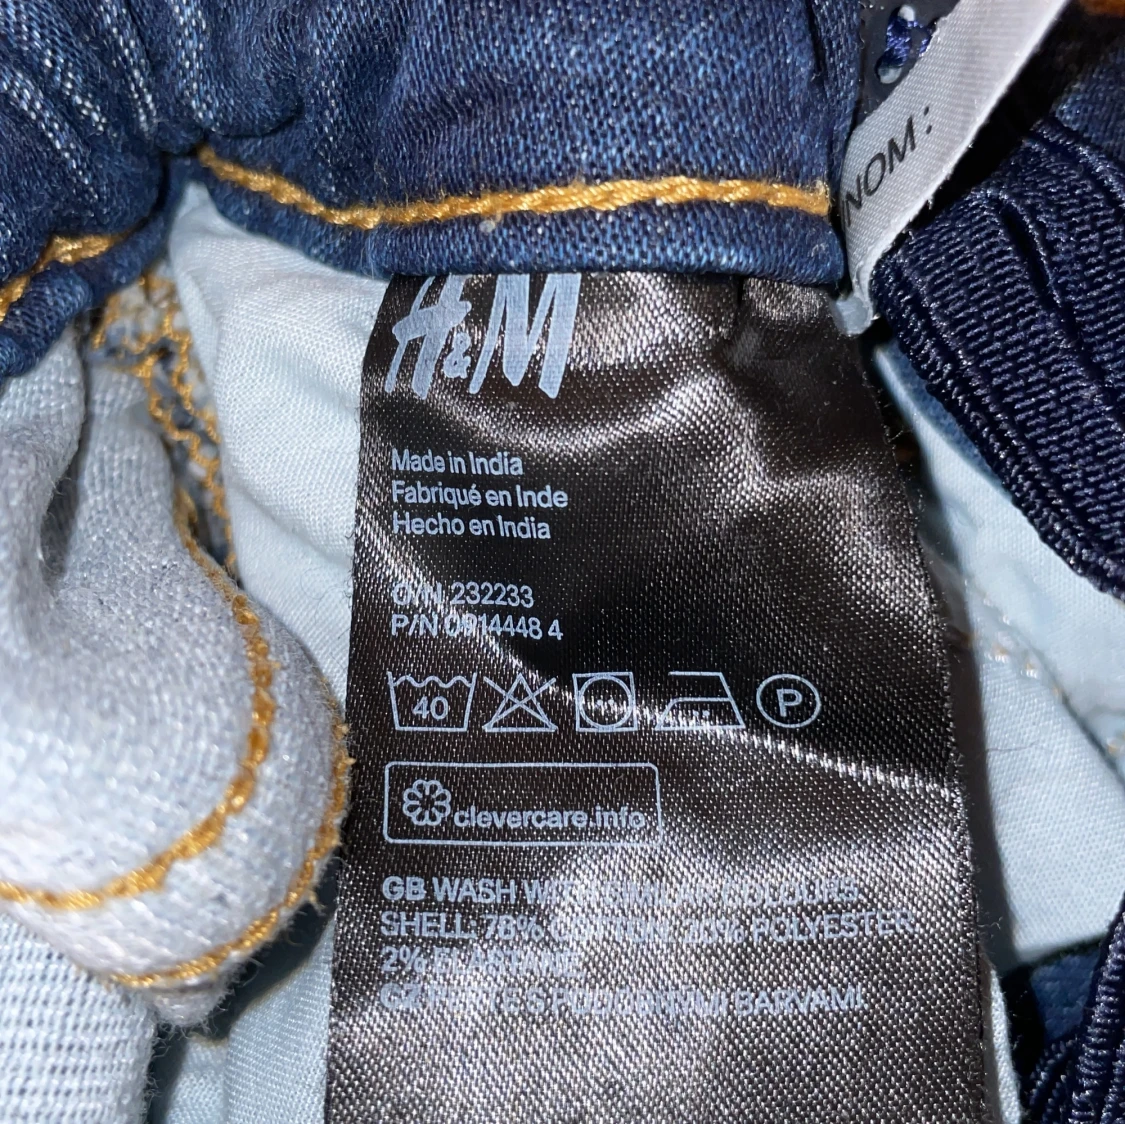 NOM :
H&M
Made in India
Fabriqué en Inde
Hecho en India
O/N 232233
P/N 0914448 4
40
P
clevercare.info
GB WASH WITH SIMILAR COLOURS
SHELL: 78% COTTON, 20% POLYESTER,
2% ELASTANE
CZ PERTE S PODOBNÝMI BARVAMI